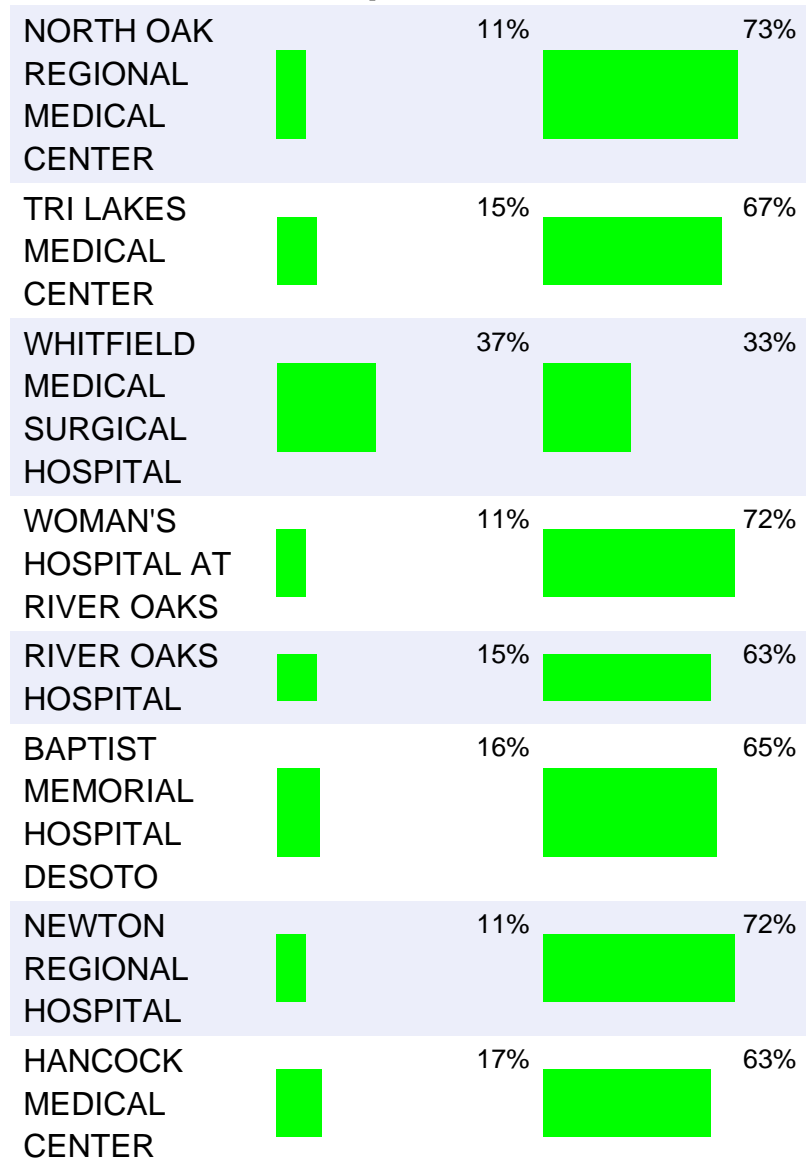 NORTH OAK 11% 73%
REGIONAL
MEDICAL
CENTER
TRI LAKES 15% 67%
MEDICAL
CENTER
WHITFIELD 37% 33%
MEDICAL
SURGICAL
HOSPITAL
WOMAN'S 11% 72%
HOSPITAL AT
RIVER OAKS
RIVER OAKS 15% 63%
HOSPITAL
BAPTIST 16% 65%
MEMORIAL
HOSPITAL
DESOTO
NEWTON 11% 72%
REGIONAL
HOSPITAL
HANCOCK 17% 63%
MEDICAL
CENTER